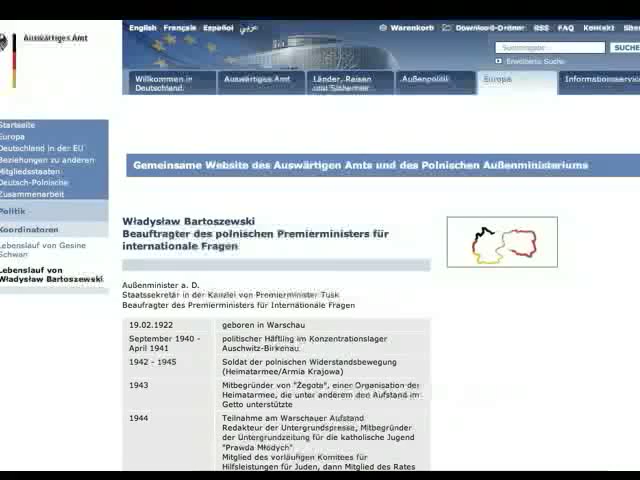 Auswärtiges Amt
English Français Español
Warenkorb Download-Ordner RSS FAQ Kontakt
Suchbegriff SUCHE
Erweiterte Suche
Willkommen in Deutschland
Auswärtiges Amt
Länder, Reisen und Sicherheit
Außenpolitik
Europa
Informationsservice
Startseite
Europa
Deutschland in der EU
Beziehungen zu anderen
Mitgliedsstaaten
Deutsch-Polnische
Zusammenarbeit
Politik
Koordinatoren
Lebenslauf von Gesine
Schwan
Lebenslauf von
Władysław Bartoszewski
Gemeinsame Website des Auswärtigen Amts und des Polnischen Außenministeriums
Władysław Bartoszewski
Beauftragter des polnischen Premierministers für
internationale Fragen
Außenminister a. D.
Staatssekretär in der Kanzlei von Premierminister Tusk
Beauftragter des Premierministers für Internationale Fragen
19.02.1922 geboren in Warschau
September 1940 - politischer Häftling im Konzentrationslager
April 1941 Auschwitz-Birkenau.
1942 - 1945 Soldat der polnischen Widerstandsbewegung
(Heimatarmee/Armia Krajowa)
1943 Mitbegründer von "Żegota", einer Organisation der
Heimatarmee, die unter anderem den Aufstand im
Getto unterstützte
1944 Teilnahme am Warschauer Aufstand
Redakteur der Untergrundspresse, Mitbegründer
der Untergrundzeitung für die katholische Jugend
"Prawda Młodych"
Mitglied des vorläufigen Komitees für
Hilfsleistungen für Juden, dann Mitglied des Rates